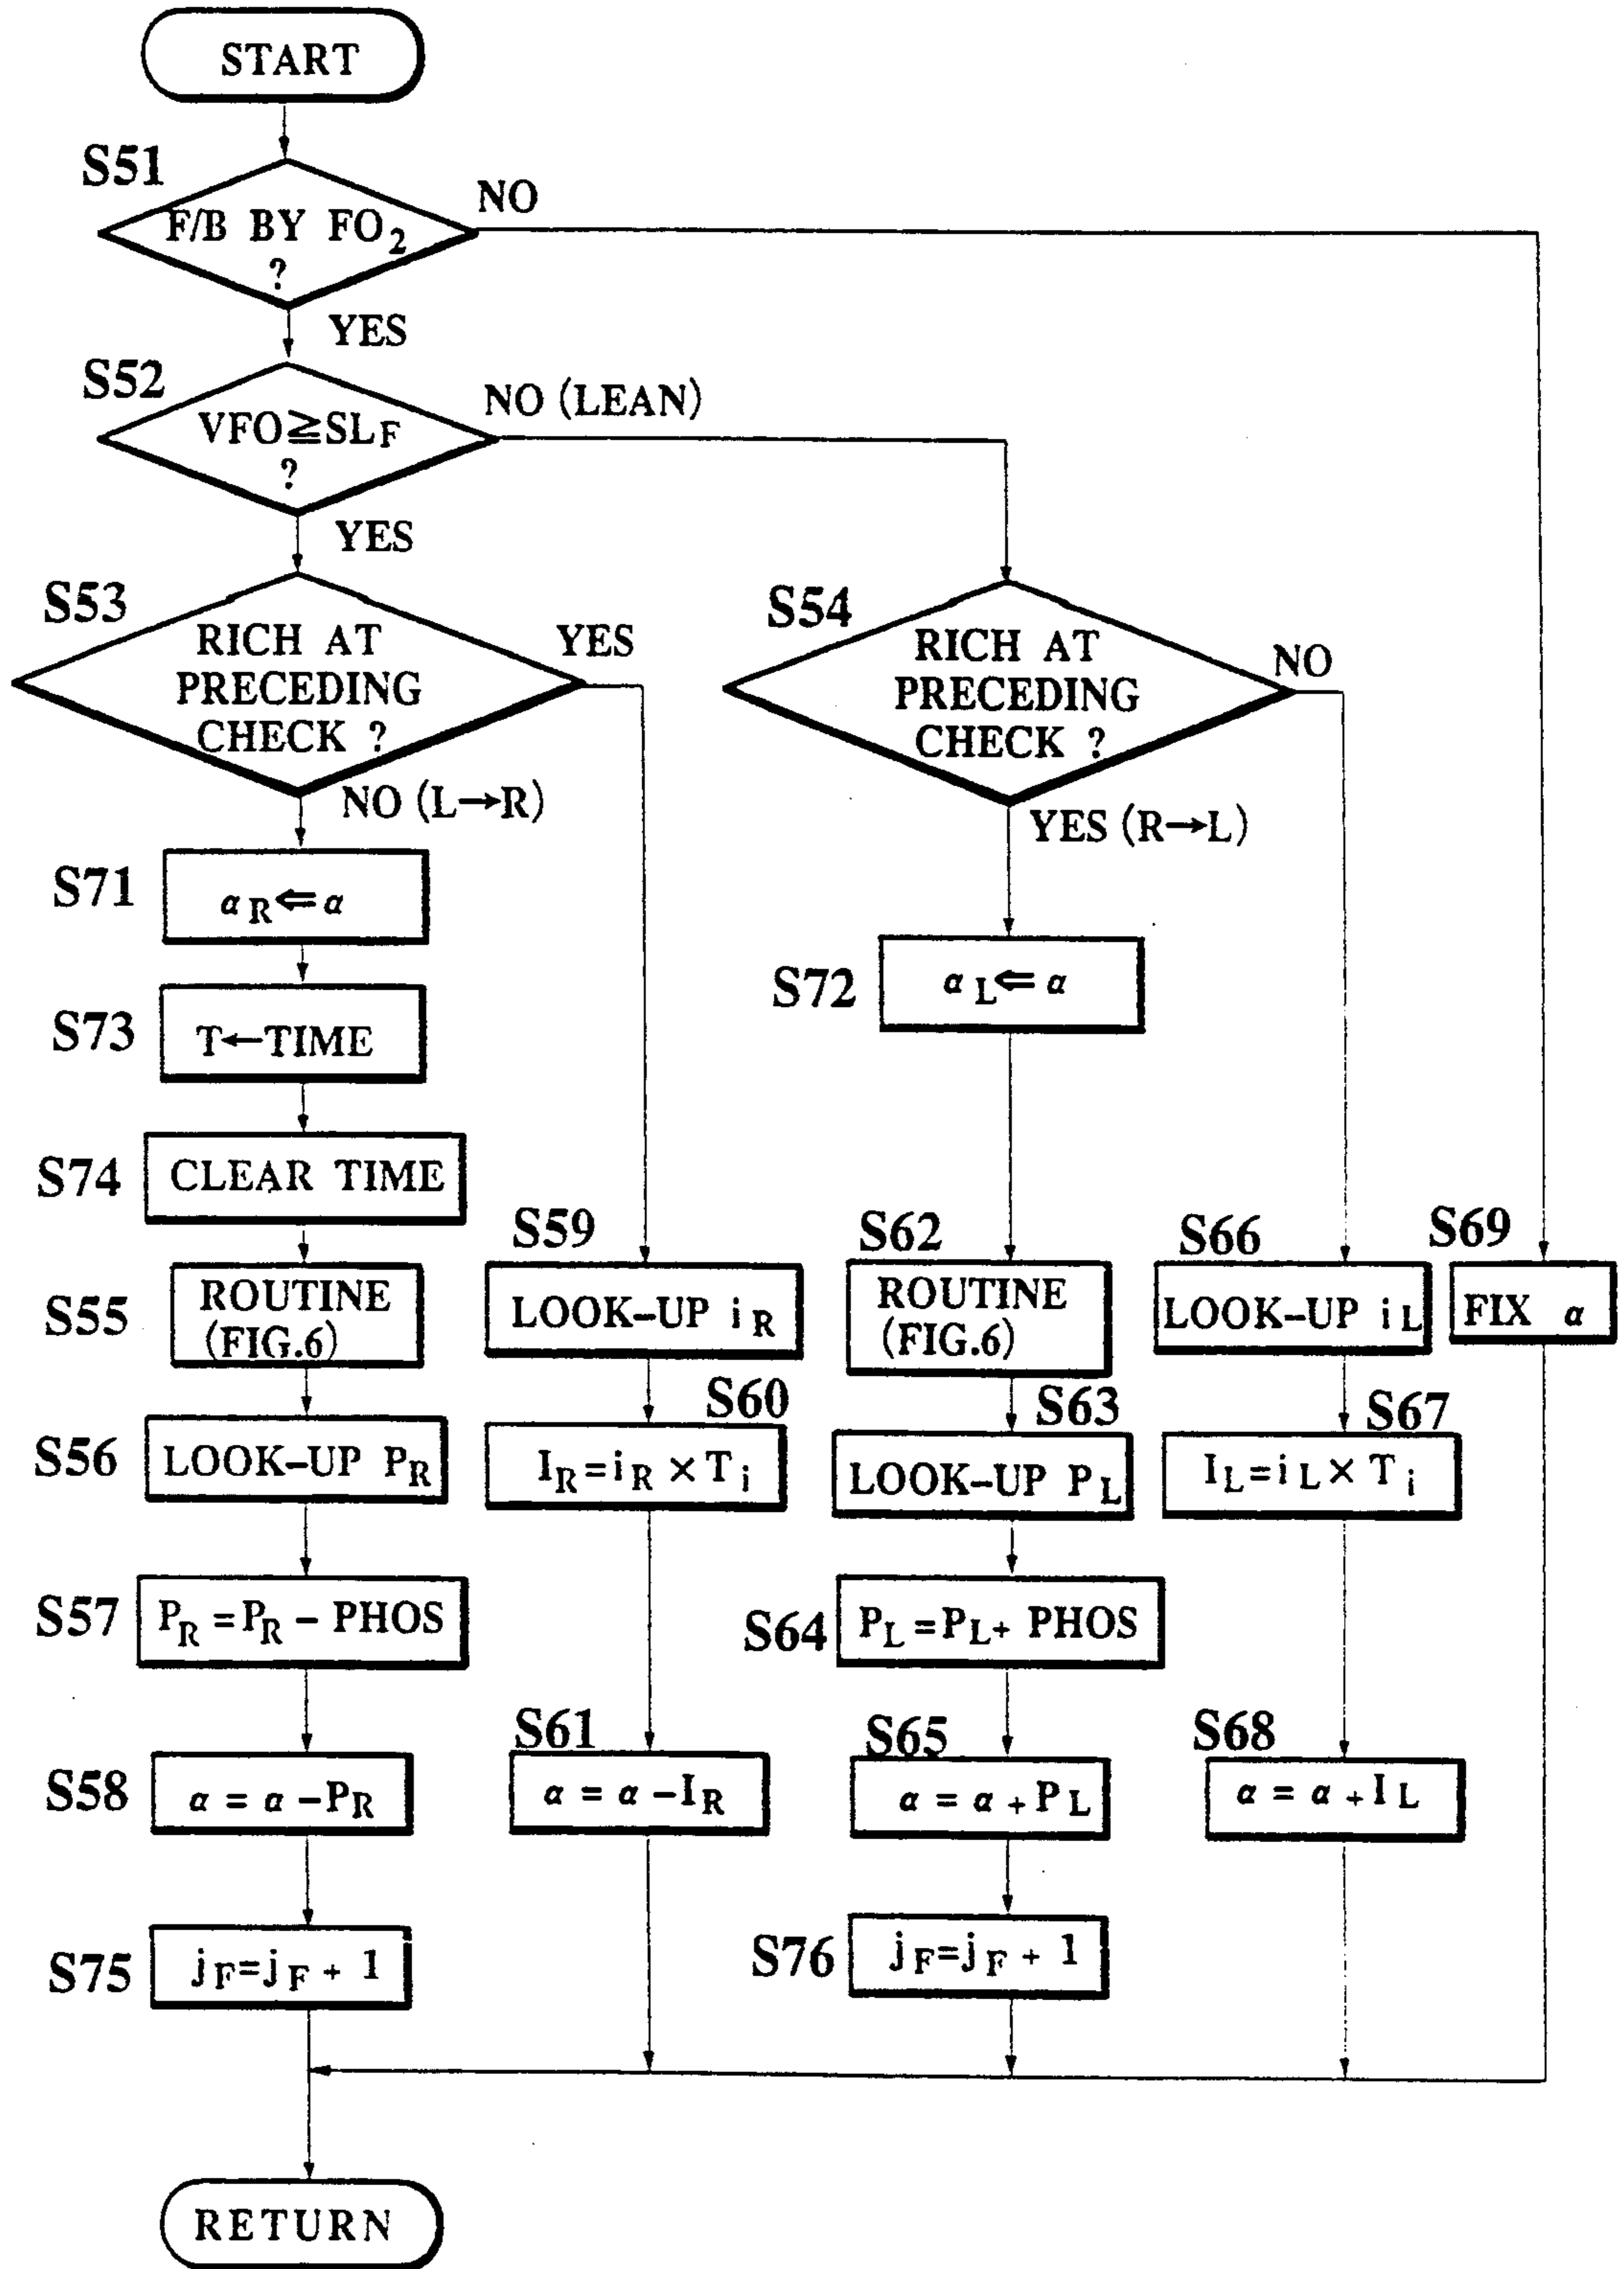 START
S51
F/B BY FO2
?
NO
YES
S52
VFO≧SLF
?
NO (LEAN)
YES
S53
RICH AT
PRECEDING
CHECK ?
YES
NO (L→R)
S54
RICH AT
PRECEDING
CHECK ?
NO
YES (R→L)
S71
αR⇐α
S73
T←TIME
S74
CLEAR TIME
S55
ROUTINE
(FIG.6)
S56
LOOK-UP PR
S57
PR=PR-PHOS
S58
α = α-PR
S75
jF=jF + 1
S59
LOOK-UP iR
S60
IR=iR×Ti
S61
α = α-IR
S72
αL⇐α
S62
ROUTINE
(FIG.6)
S63
LOOK-UP PL
S64
PL=PL+ PHOS
S65
α = α+PL
S76
jF=jF + 1
S66
LOOK-UP iL
S67
IL=iL×Ti
S68
α = α+IL
S69
FIX α
RETURN